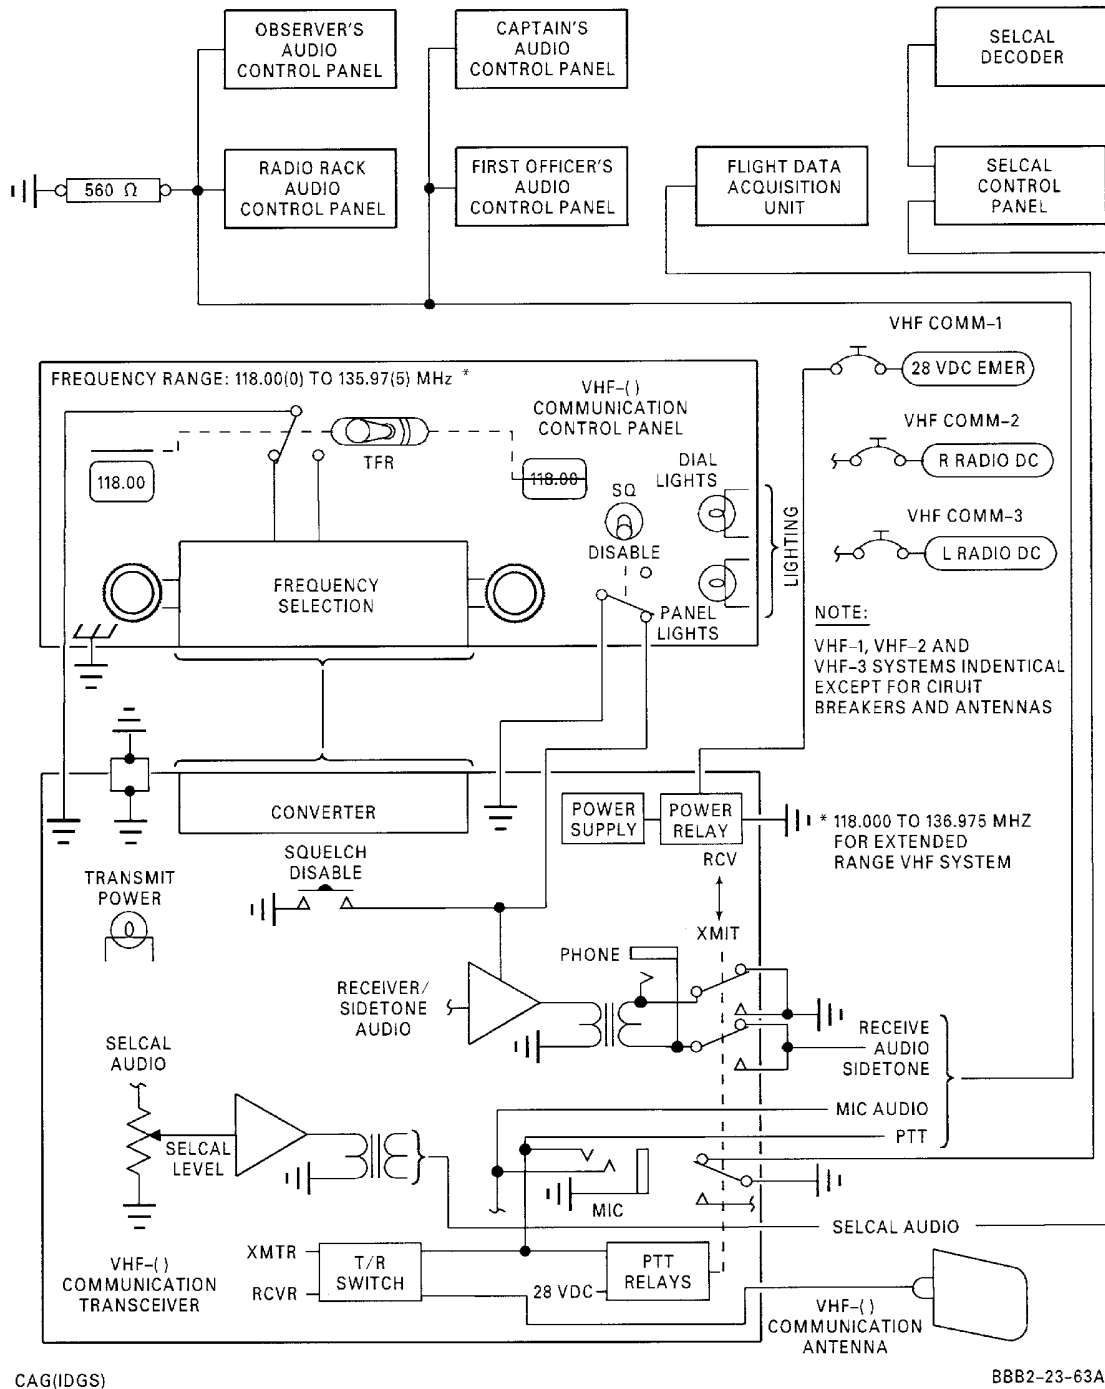 OBSERVER'S
AUDIO
CONTROL PANEL
CAPTAIN'S
AUDIO
CONTROL PANEL
SELCAL
DECODER
560 Ω
RADIO RACK
AUDIO
CONTROL PANEL
FIRST OFFICER'S
AUDIO
CONTROL PANEL
FLIGHT DATA
ACQUISITION
UNIT
SELCAL
CONTROL
PANEL
VHF COMM-1
28 VDC EMER
VHF COMM-2
R RADIO DC
VHF COMM-3
L RADIO DC
FREQUENCY RANGE: 118.00(0) TO 135.97(5) MHz *
VHF-( )
COMMUNICATION
CONTROL PANEL
TFR
118.00
118.00
DIAL
LIGHTS
SQ
DISABLE
LIGHTING
FREQUENCY
SELECTION
PANEL
LIGHTS
NOTE:
VHF-1, VHF-2 AND
VHF-3 SYSTEMS INDENTICAL
EXCEPT FOR CIRUIT
BREAKERS AND ANTENNAS
CONVERTER
POWER
SUPPLY
POWER
RELAY
* 118.000 TO 136.975 MHZ
FOR EXTENDED
RANGE VHF SYSTEM
SQUELCH
DISABLE
RCV
XMIT
TRANSMIT
POWER
PHONE
RECEIVER/
SIDETONE
AUDIO
RECEIVE
AUDIO
SIDETONE
SELCAL
AUDIO
MIC AUDIO
PTT
SELCAL
LEVEL
MIC
SELCAL AUDIO
XMTR
RCVR
T/R
SWITCH
28 VDC
PTT
RELAYS
VHF-( )
COMMUNICATION
TRANSCEIVER
VHF-( )
COMMUNICATION
ANTENNA
CAG(IDGS)
BBB2-23-63A